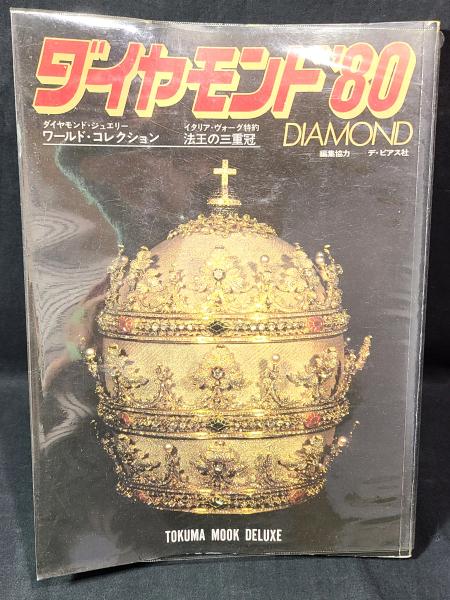 ダイヤモンド'80
ダイヤモンド・ジュエリー
ワールド・コレクション
イタリア・ヴォーグ特約
法王の三重冠
DIAMOND
編集協力 デ・ビアス社
TOKUMA MOOK DELUXE